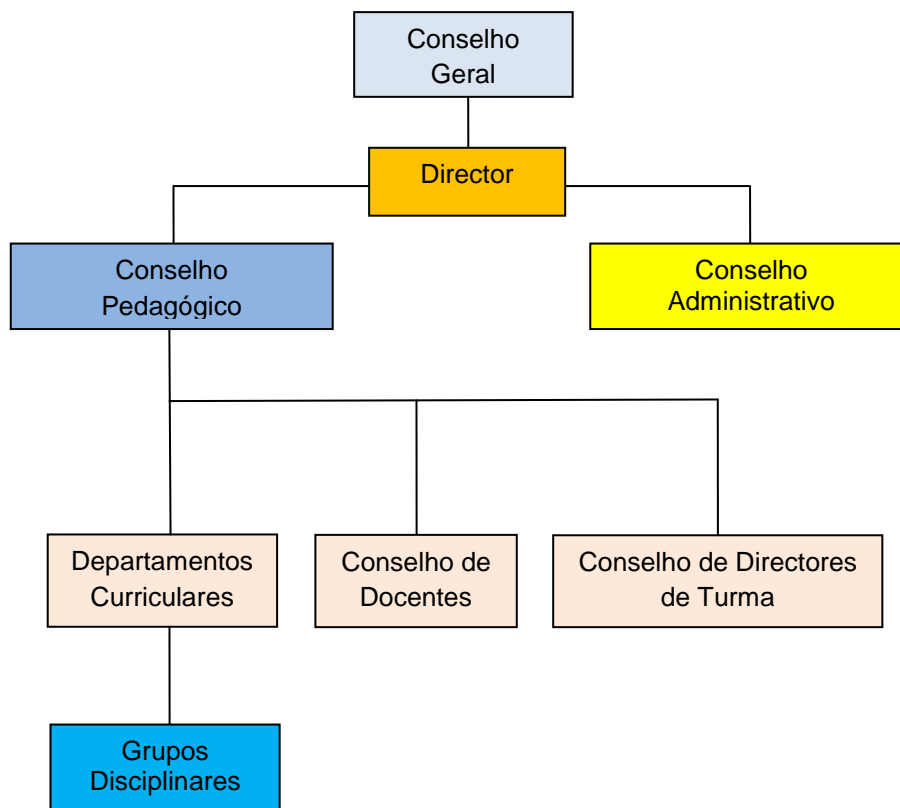 Conselho
Geral
Director
Conselho
Pedagógico
Conselho
Administrativo
Departamentos
Curriculares
Conselho de
Docentes
Conselho de Directores
de Turma
Grupos
Disciplinares